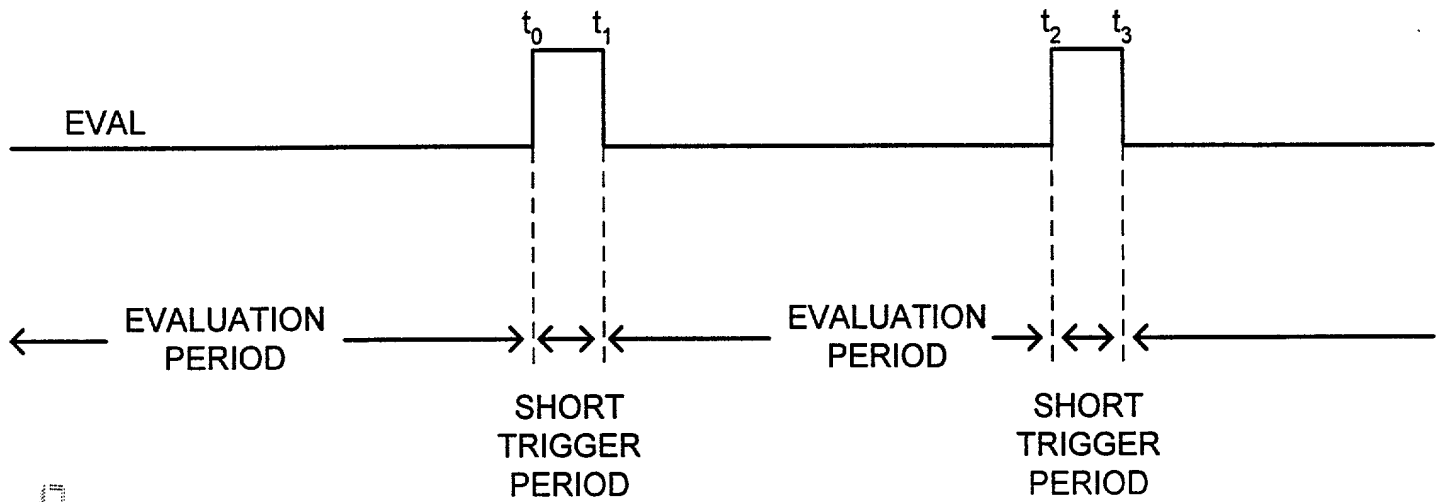 t0 t1 t2 t3
EVAL
EVALUATION
PERIOD
EVALUATION
PERIOD
SHORT
TRIGGER
PERIOD
SHORT
TRIGGER
PERIOD